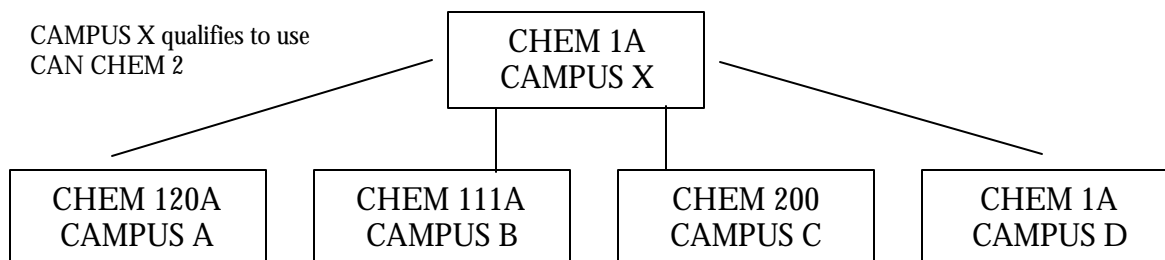 CAMPUS X qualifies to use
CAN CHEM 2
CHEM 1A
CAMPUS X
CHEM 120A
CAMPUS A
CHEM 111A
CAMPUS B
CHEM 200
CAMPUS C
CHEM 1A
CAMPUS D